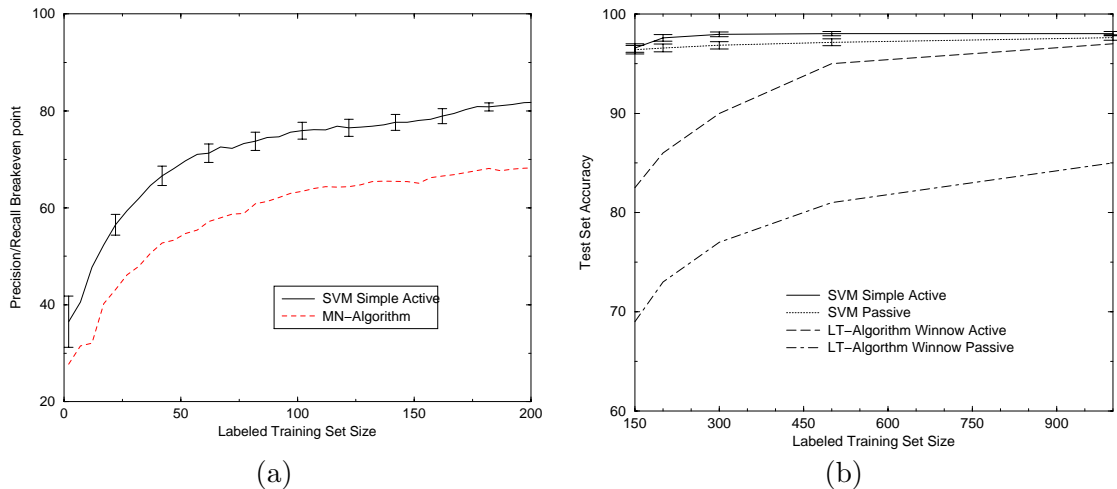 100
80
60
40
20
0
50
100
150
200
Precision/Recall Breakeven point
Labeled Training Set Size
SVM Simple Active
MN−Algorithm
(a)
100
90
80
70
60
150
300
450
600
750
900
Test Set Accuracy
Labeled Training Set Size
SVM Simple Active
SVM Passive
LT−Algorithm Winnow Active
LT−Algorthm Winnow Passive
(b)